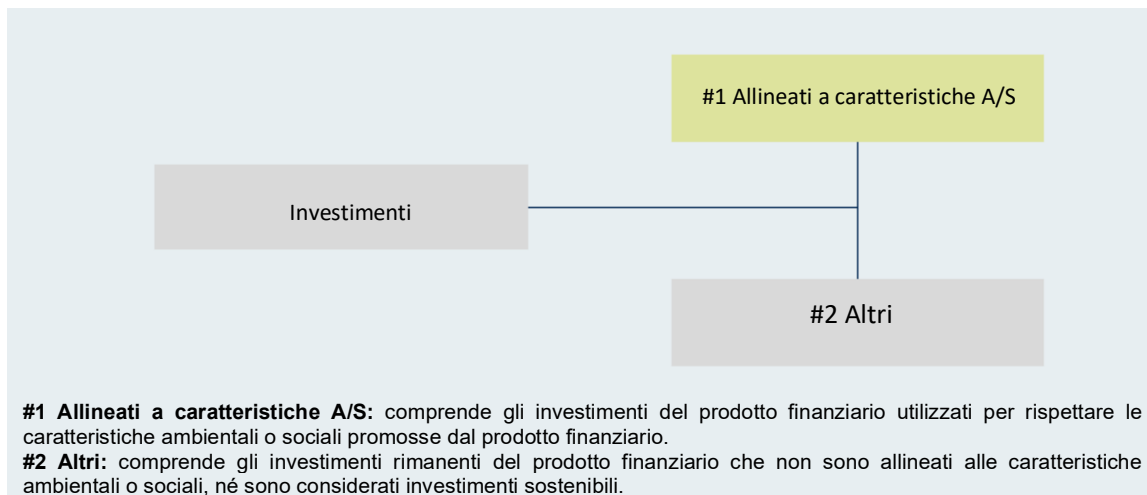 #1 Allineati a caratteristiche A/S
Investimenti
#2 Altri
#1 Allineati a caratteristiche A/S: comprende gli investimenti del prodotto finanziario utilizzati per rispettare le
caratteristiche ambientali o sociali promosse dal prodotto finanziario.
#2 Altri: comprende gli investimenti rimanenti del prodotto finanziario che non sono allineati alle caratteristiche
ambientali o sociali, né sono considerati investimenti sostenibili.